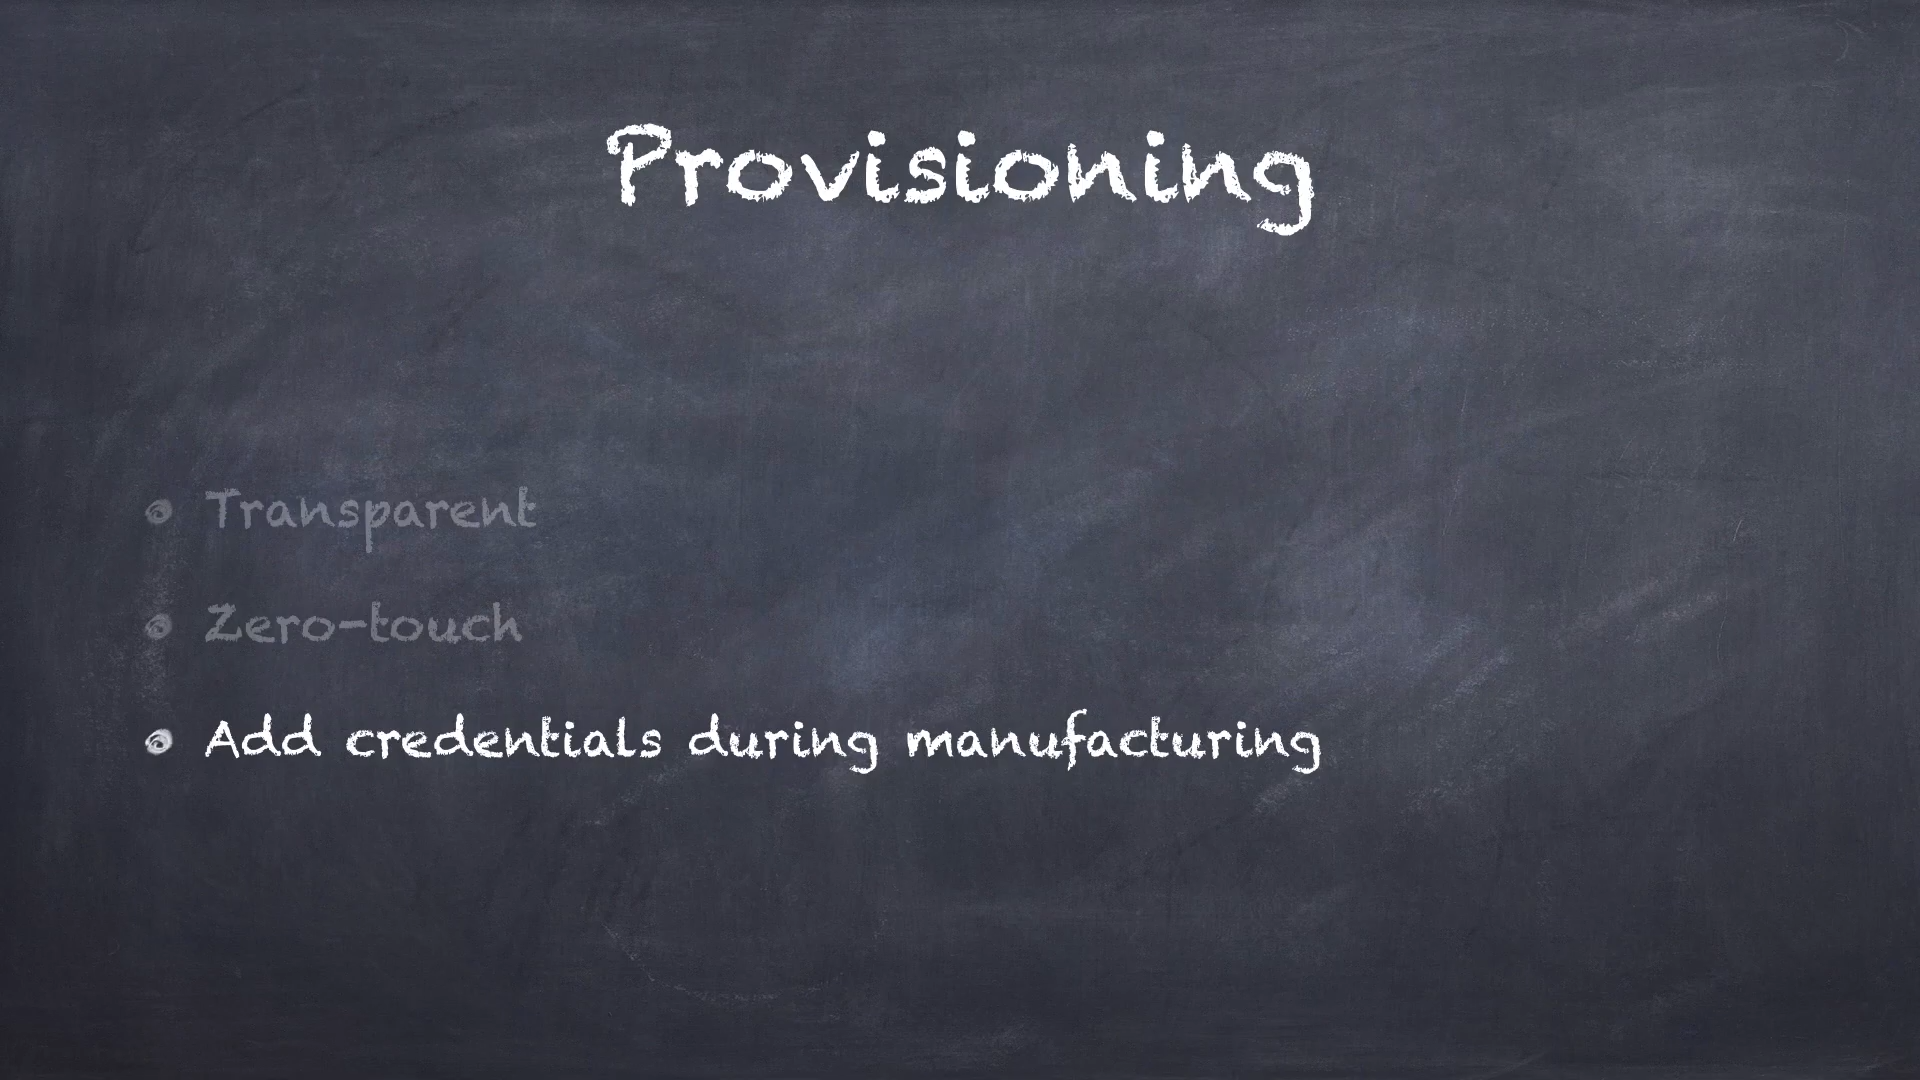 Provisioning
Transparent
Zero-touch
Add credentials during manufacturing